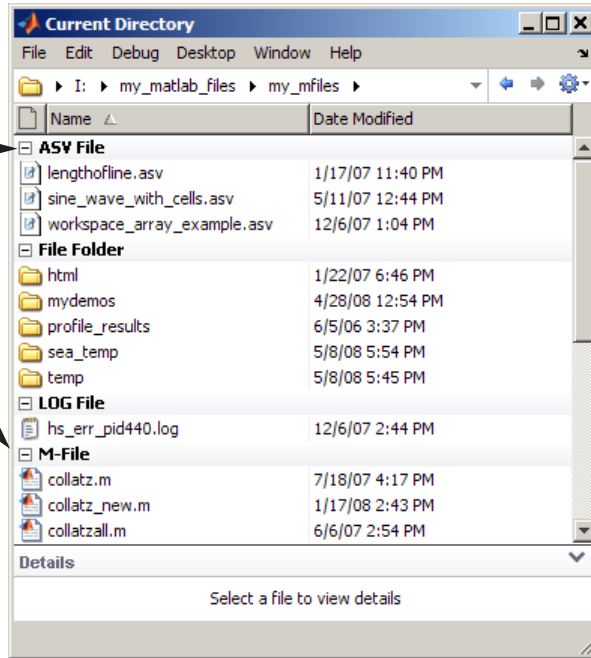 Current Directory
File Edit Debug Desktop Window Help
I: my_matlab_files my_mfiles
Name Date Modified
ASV File
lengthofline.asv 1/17/07 11:40 PM
sine_wave_with_cells.asv 5/11/07 12:44 PM
workspace_array_example.asv 12/6/07 1:04 PM
File Folder
html 1/22/07 6:46 PM
mydemos 4/28/08 12:54 PM
profile_results 6/5/06 3:37 PM
sea_temp 5/8/08 5:54 PM
temp 5/8/08 5:45 PM
LOG File
hs_err_pid440.log 12/6/07 2:44 PM
M-File
collatz.m 7/18/07 4:17 PM
collatz_new.m 1/17/08 2:43 PM
collatzall.m 6/6/07 2:54 PM
Details
Select a file to view details